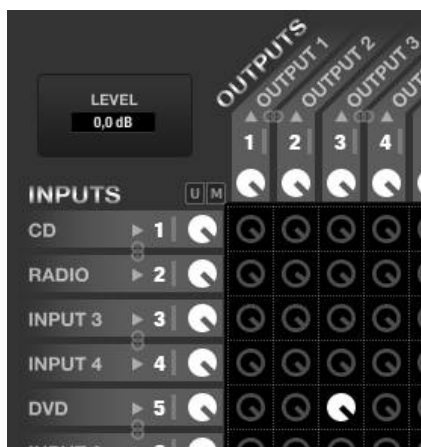 OUTPUTS
OUTPUT 1
OUTPUT 2
OUTPUT 3
OUT
LEVEL
0,0 dB
1 2 3 4
INPUTS U M
CD 1
RADIO 2
INPUT 3 3
INPUT 4 4
DVD 5